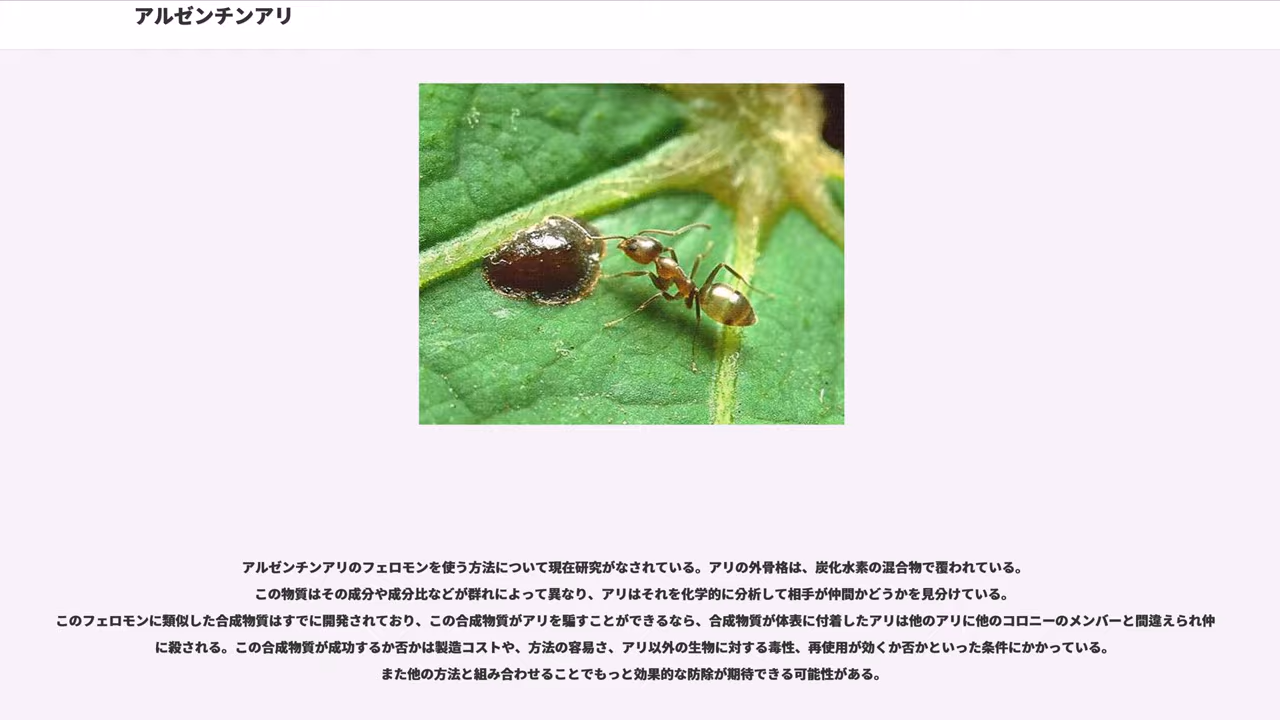 アルゼンチンアリ
アルゼンチンアリのフェロモンを使う方法について現在研究がなされている。アリの外骨格は、炭化水素の混合物で覆われている。
この物質はその成分や成分比などが群れによって異なり、アリはそれを化学的に分析して相手が仲間かどうかを見分けている。
このフェロモンに類似した合成物質はすでに開発されており、この合成物質がアリを騙すことができるなら、合成物質が体表に付着したアリは他のアリに他のコロニーのメンバーと間違えられ仲
に殺される。この合成物質が成功するか否かは製造コストや、方法の容易さ、アリ以外の生物に対する毒性、再使用が効くか否かといった条件にかかっている。
また他の方法と組み合わせることでもっと効果的な防除が期待できる可能性がある。